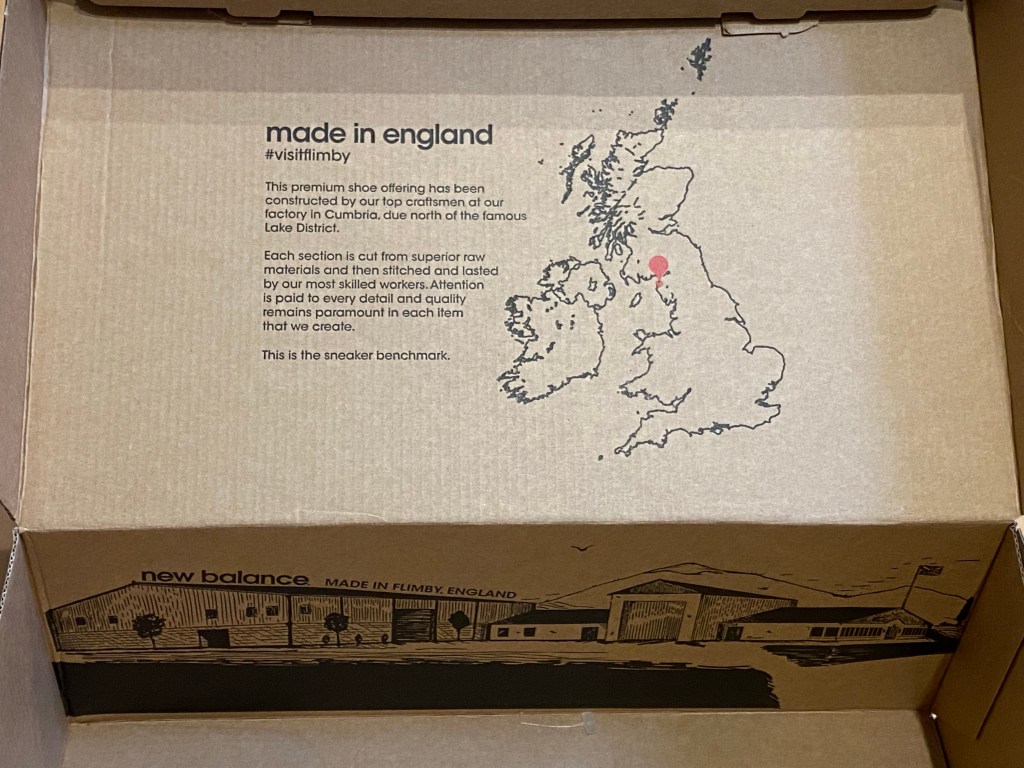 made in england
#visitflimby
This premium shoe offering has been
constructed by our top craftsmen at our
factory in Cumbria, due north of the famous
Lake District.
Each section is cut from superior raw
materials and then stitched and lasted
by our most skilled workers. Attention
is paid to every detail and quality
remains paramount in each item
that we create.
This is the sneaker benchmark.
new balance MADE IN FLIMBY, ENGLAND